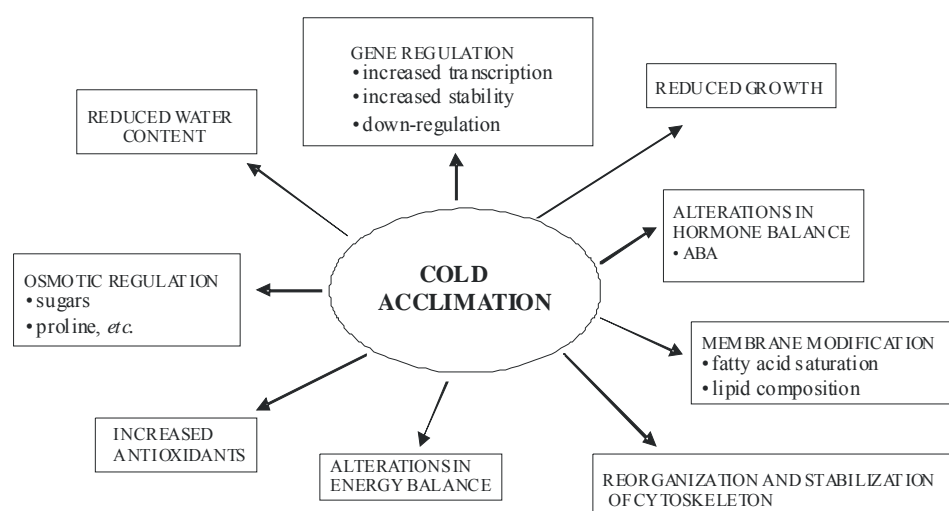 GENE REGULATION
• increased transcription
• increased stability
• down-regulation
REDUCED GROWTH
REDUCED WATER
CONTENT
ALTERATIONS IN
HORMONE BALANCE
• ABA
COLD
ACCLIMATION
OSMOTIC REGULATION
• sugars
• proline, etc.
MEMBRANE MODIFICATION
• fatty acid saturation
• lipid composition
INCREASED
ANTIOXIDANTS
ALTERATIONS IN
ENERGY BALANCE
REORGANIZATION AND STABILIZATION
OF CYTOSKELETON